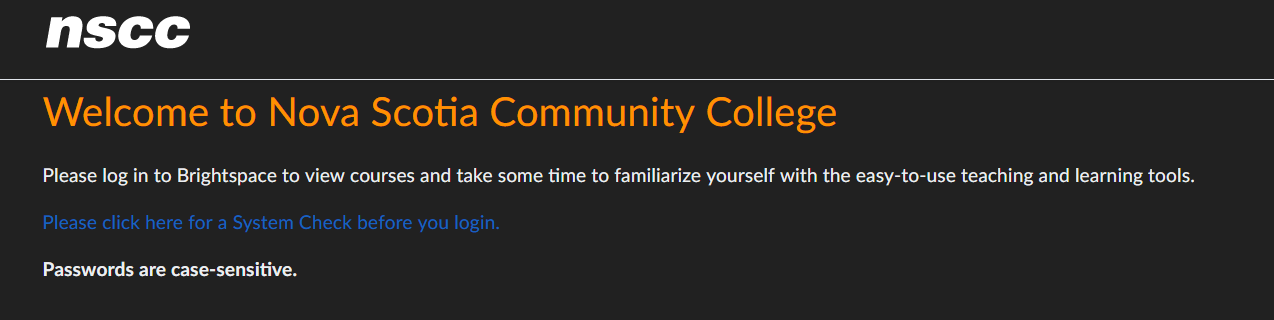 nscc
Welcome to Nova Scotia Community College
Please log in to Brightspace to view courses and take some time to familiarize yourself with the easy-to-use teaching and learning tools.
Please click here for a System Check before you login.
Passwords are case-sensitive.